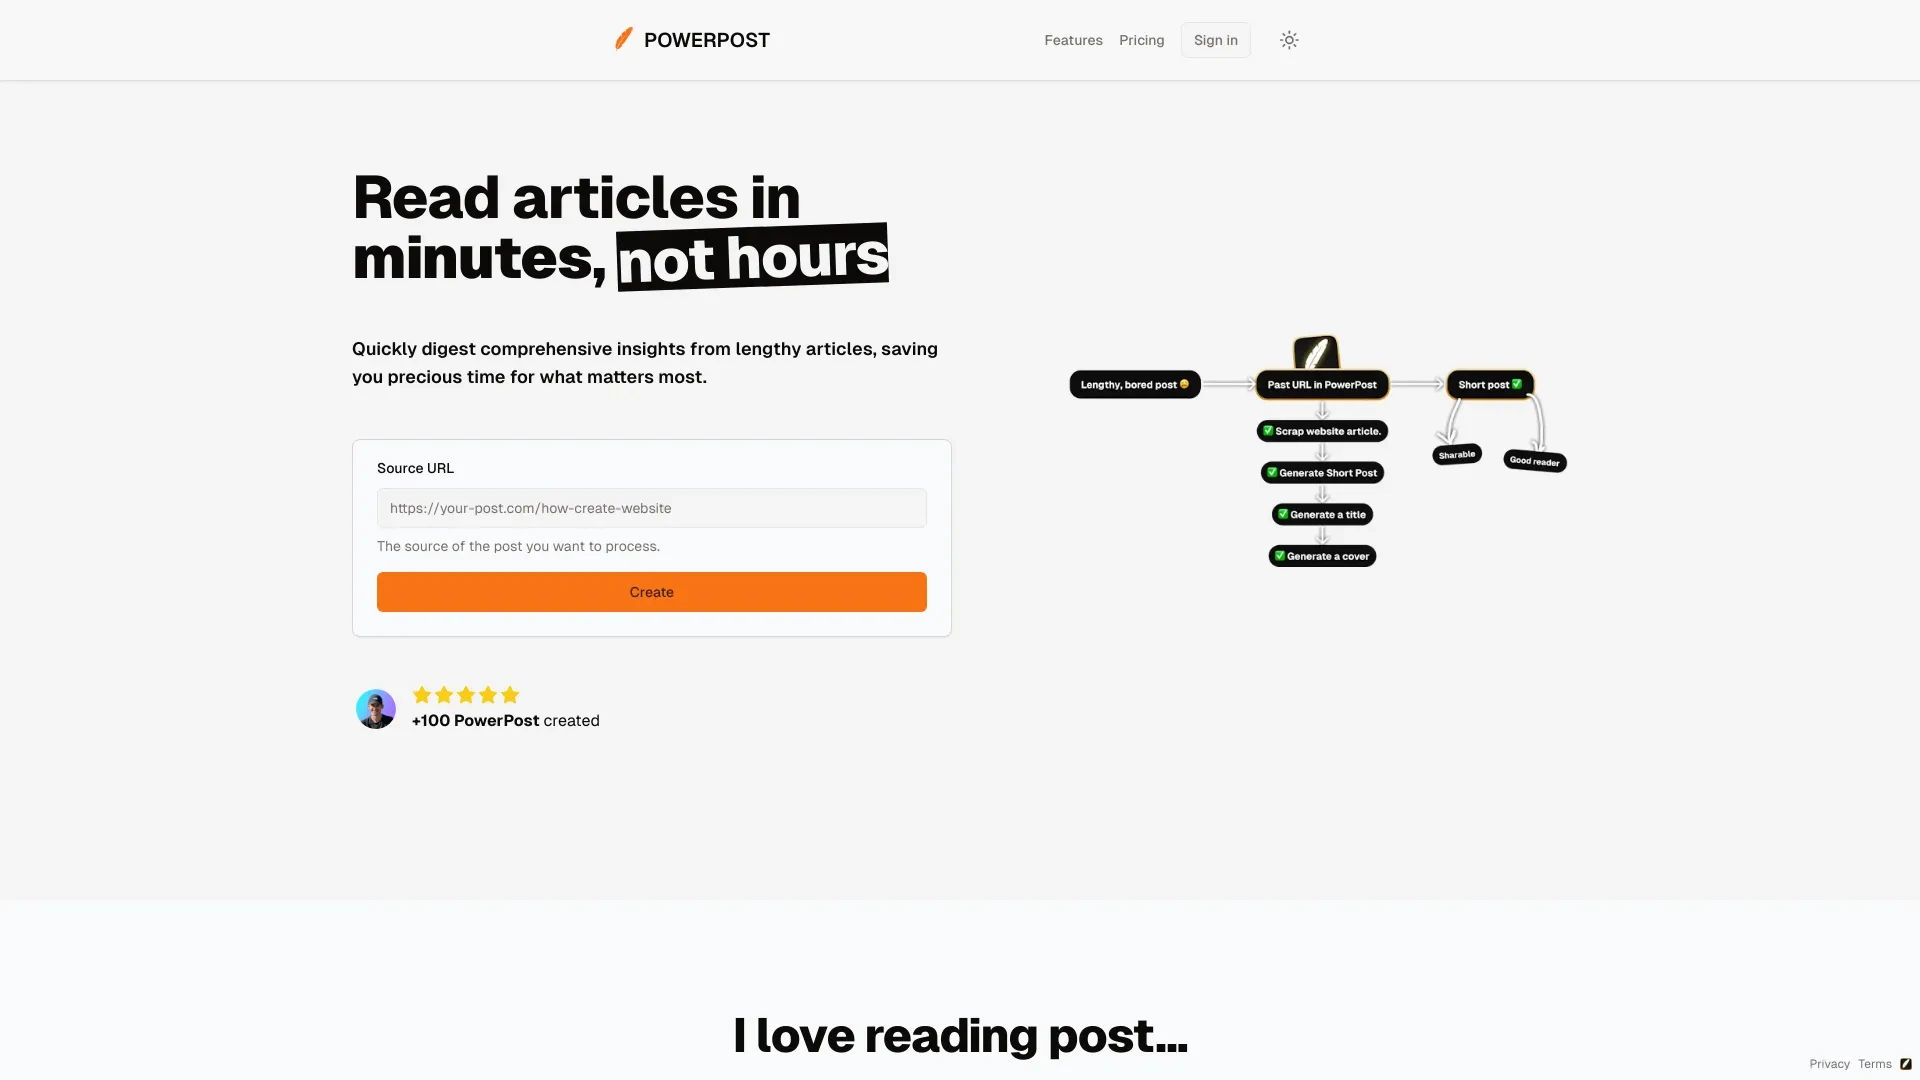 POWERPOST
Features
Pricing
Sign in
Read articles in
minutes, not hours
Quickly digest comprehensive insights from lengthy articles, saving
you precious time for what matters most.
Source URL
https://your-post.com/how-create-website
The source of the post you want to process.
Create
+100 PowerPost created
Lengthy, bored post 😩
Past URL in PowerPost
Short post ✅
✅ Scrap website article.
✅ Generate Short Post
✅ Generate a title
✅ Generate a cover
Sharable
Good reader
I love reading post...
Privacy
Terms